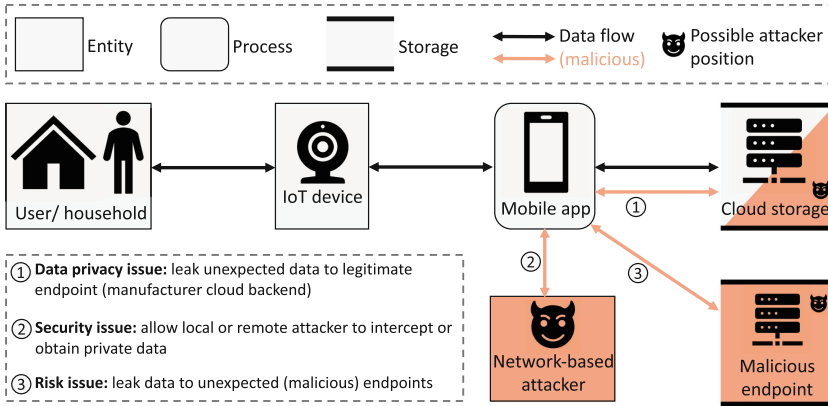 Entity
Process
Storage
Data flow
(malicious)
Possible attacker
position
User/ household
IoT device
Mobile app
Cloud storage
1
2
3
Network-based
attacker
Malicious
endpoint
1 Data privacy issue: leak unexpected data to legitimate
endpoint (manufacturer cloud backend)
2 Security issue: allow local or remote attacker to intercept or
obtain private data
3 Risk issue: leak data to unexpected (malicious) endpoints